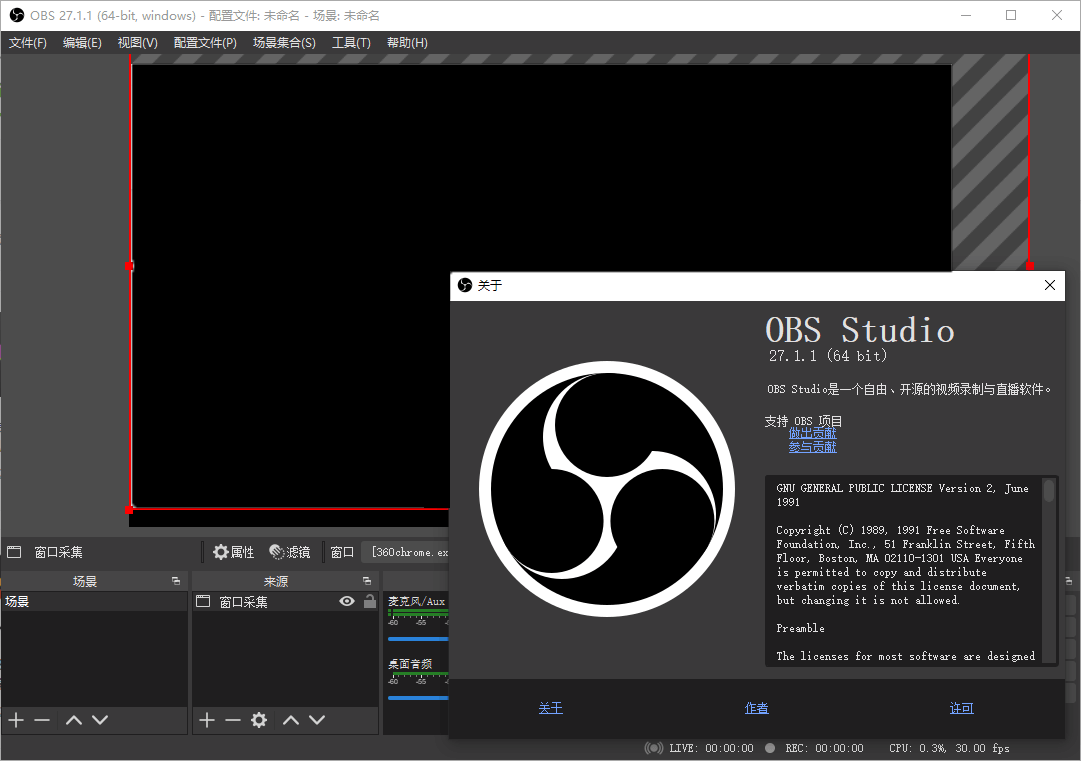 OBS 27.1.1 (64-bit, windows) - 配置文件: 未命名 - 场景: 未命名
文件(F) 编辑(E) 视图(V) 配置文件(P) 场景集合(S) 工具(T) 帮助(H)
关于
OBS Studio
27.1.1 (64 bit)
OBS Studio是一个自由、开源的视频录制与直播软件。
支持 OBS 项目
做出贡献
参与贡献
GNU GENERAL PUBLIC LICENSE Version 2, June
1991
Copyright (C) 1989, 1991 Free Software
Foundation, Inc., 51 Franklin Street, Fifth
Floor, Boston, MA 02110-1301 USA Everyone
is permitted to copy and distribute
verbatim copies of this license document,
but changing it is not allowed.
Preamble
The licenses for most software are designed
关于 作者 许可
窗口采集 属性 滤镜 窗口 [360chrome.ex
场景 来源
场景
窗口采集
麦克风/Aux
-60 -55
桌面音频
-60 -55
LIVE: 00:00:00 REC: 00:00:00 CPU: 0.3%, 30.00 fps